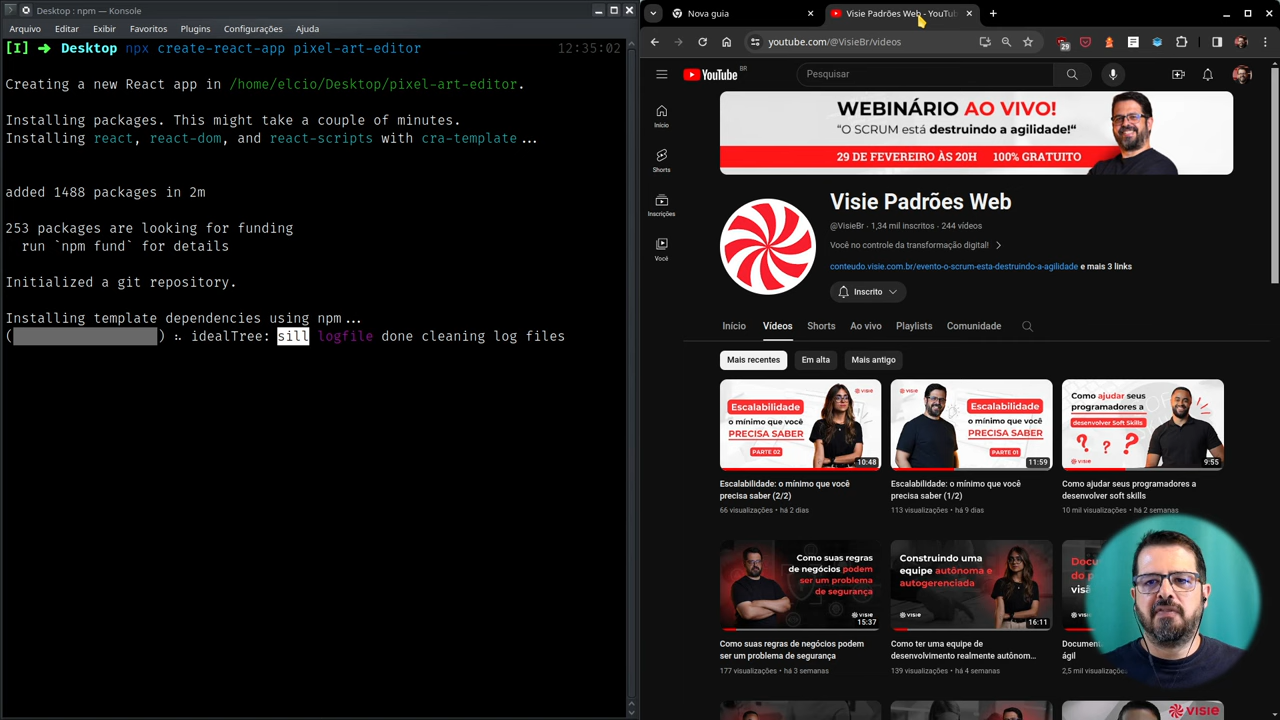 Desktop : npm — Konsole
Arquivo Editar Exibir Favoritos Plugins Configurações Ajuda
[I] ➜ Desktop npx create-react-app pixel-art-editor 12:35:02
Creating a new React app in /home/elcio/Desktop/pixel-art-editor.
Installing packages. This might take a couple of minutes.
Installing react, react-dom, and react-scripts with cra-template...
added 1488 packages in 2m
253 packages are looking for funding
run `npm fund` for details
Initialized a git repository.
Installing template dependencies using npm...
( ) ⠦ idealTree: sill logfile done cleaning log files
Nova guia
Visie Padrões Web - YouTub
youtube.com/@VisieBr/videos
29
YouTube BR
Pesquisar
Início
Shorts
Inscrições
Você
WEBINÁRIO AO VIVO!
“O SCRUM está destruindo a agilidade!“
29 DE FEVEREIRO ÀS 20H 100% GRATUITO
Visie Padrões Web
@VisieBr · 1,34 mil inscritos · 244 vídeos
Você no controle da transformação digital!
conteudo.visie.com.br/evento-o-scrum-esta-destruindo-a-agilidade e mais 3 links
Inscrito
Início Vídeos Shorts Ao vivo Playlists Comunidade
Mais recentes Em alta Mais antigo
visie
Escalabilidade
o mínimo que você
PRECISA SABER
PARTE 02
10:48
Escalabilidade: o mínimo que você
precisa saber (2/2)
66 visualizações • há 2 dias
visie
Escalabilidade
o mínimo que você
PRECISA SABER
PARTE 01
11:59
Escalabilidade: o mínimo que você
precisa saber (1/2)
113 visualizações • há 9 dias
Como ajudar seus
programadores a
desenvolver Soft Skills
? ? ?
visie
9:55
Como ajudar seus programadores a
desenvolver soft skills
10 mil visualizações • há 2 semanas
Como suas regras
de negócios podem
ser um problema
de segurança
VISIE
15:37
Como suas regras de negócios podem
ser um problema de segurança
177 visualizações • há 3 semanas
Construindo uma
equipe autônoma e
autogerenciada
VISIE
16:11
Como ter uma equipe de
desenvolvimento realmente autônom...
139 visualizações • há 4 semanas
Docum
do p
visã
Docume
ágil
2,5 mil visualizações
VISIE